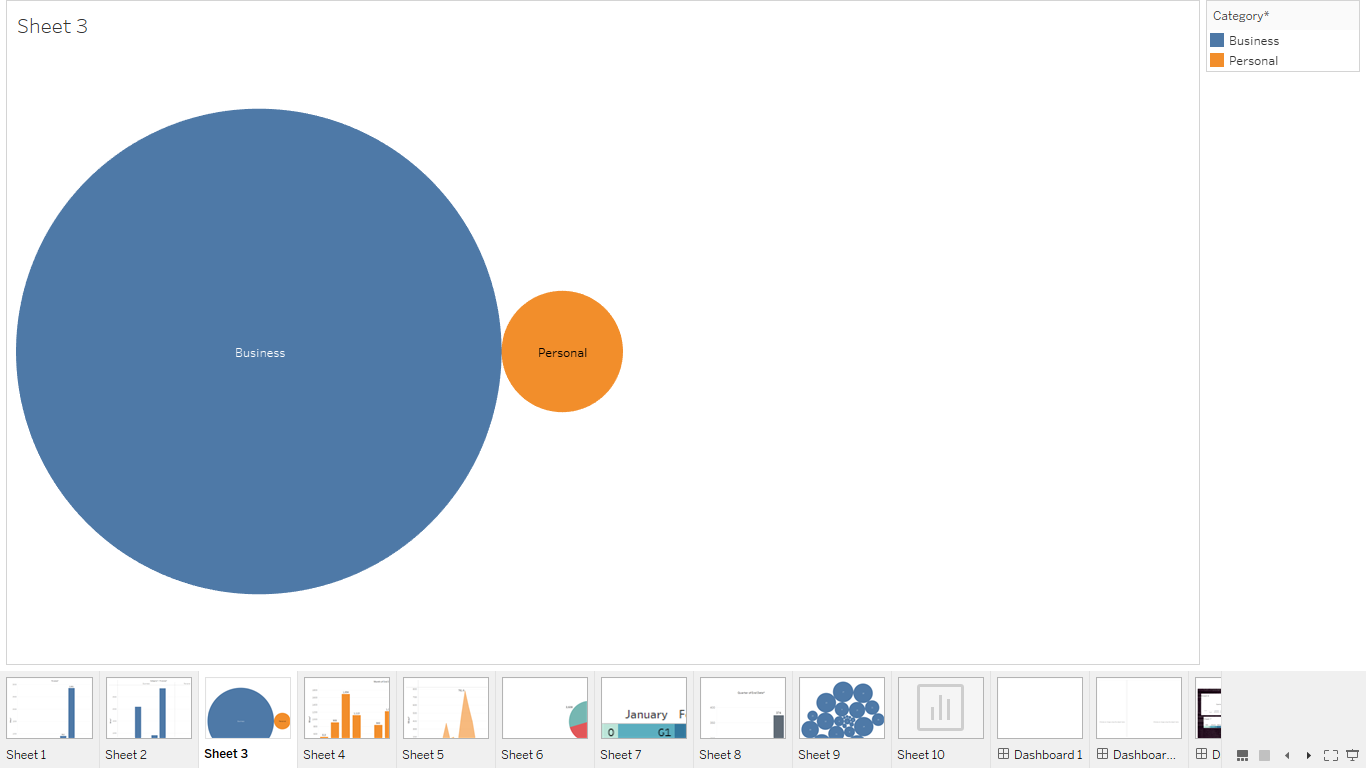 Sheet 3
Category*
Business
Personal
Business
Personal
January F
0 G1
Sheet 1
Sheet 2
Sheet 3
Sheet 4
Sheet 5
Sheet 6
Sheet 7
Sheet 8
Sheet 9
Sheet 10
Dashboard 1
Dashboar...
D